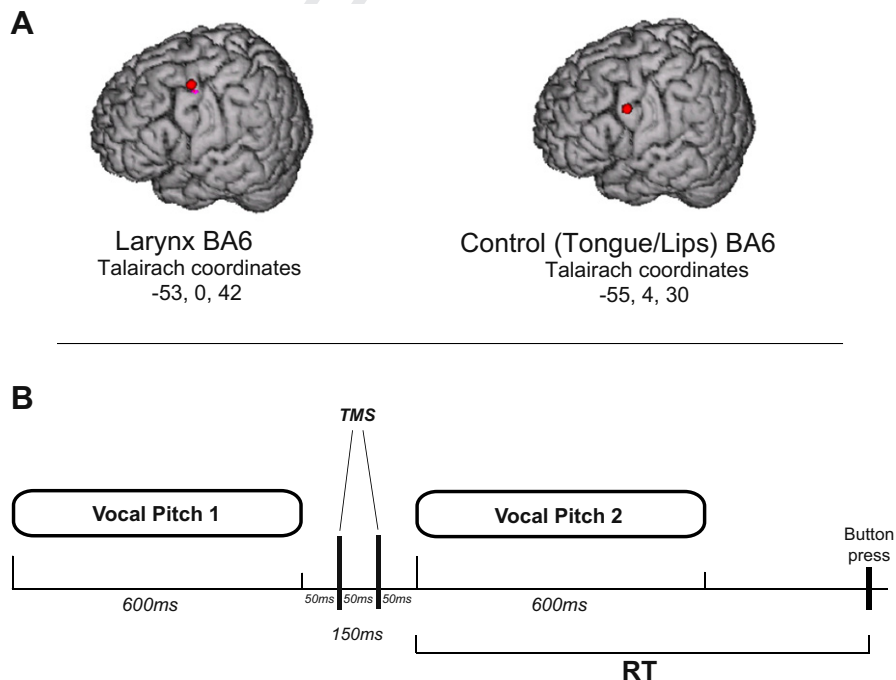 A
Larynx BA6
Talairach coordinates
-53, 0, 42
Control (Tongue/Lips) BA6
Talairach coordinates
-55, 4, 30
B
TMS
Vocal Pitch 1
Vocal Pitch 2
Button
press
600ms
50ms
50ms
50ms
600ms
150ms
RT